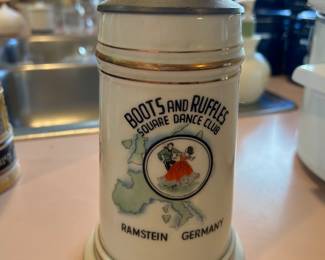 BOOTS AND RUFFLES
SQUARE DANCE CLUB
RAMSTEIN GERMANY